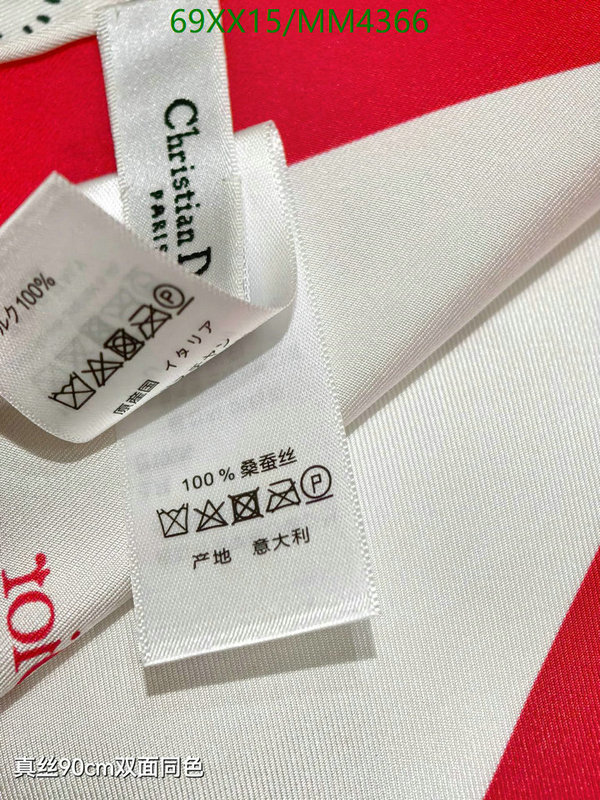 69XX15/MM4366
Christian D
PARIS
ルク100%
原産国 イタリア
100%桑蚕丝
产地 意大利
ior
真丝90cm双面同色